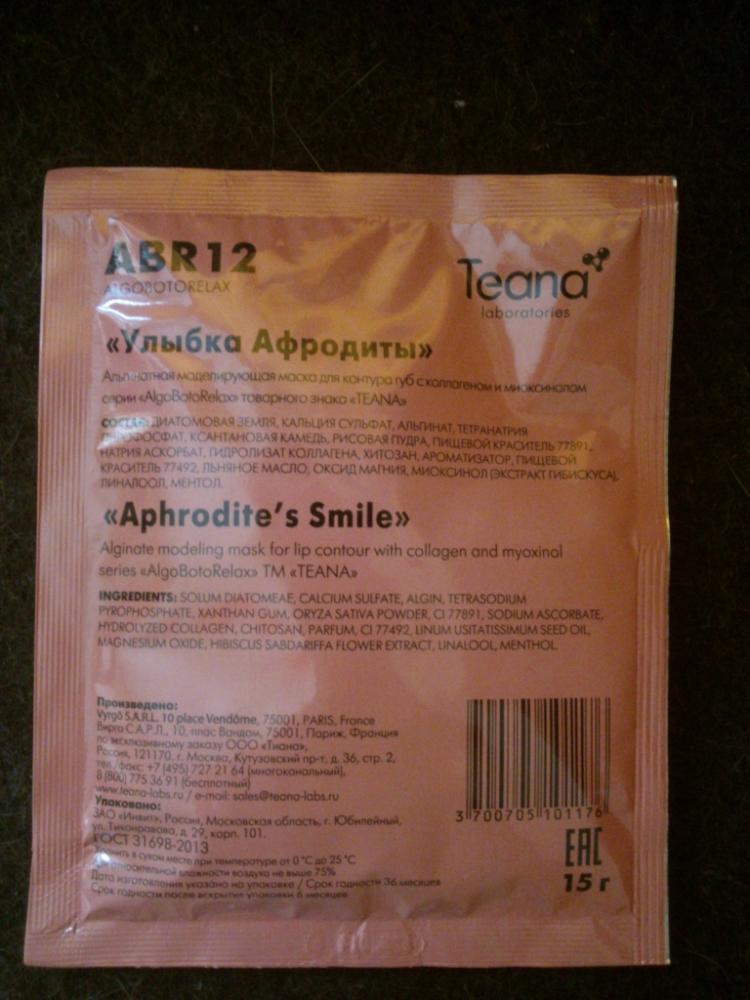 ABR12
ALGOBOTORELAX
Teana
laboratories
«Улыбка Афродиты»
Альгинатная моделирующая маска для контура губ с коллагеном и миоксинолом
серии «AlgoBotoRelax» товарного знака «TEANA»
СОСТАВ: ДИАТОМОВАЯ ЗЕМЛЯ, КАЛЬЦИЯ СУЛЬФАТ, АЛЬГИНАТ, ТЕТРАНАТРИЯ
ПИРОФОСФАТ, КСАНТАНОВАЯ КАМЕДЬ, РИСОВАЯ ПУДРА, ПИЩЕВОЙ КРАСИТЕЛЬ 77891,
НАТРИЯ АСКОРБАТ, ГИДРОЛИЗАТ КОЛЛАГЕНА, ХИТОЗАН, АРОМАТИЗАТОР, ПИЩЕВОЙ
КРАСИТЕЛЬ 77492, ЛЬНЯНОЕ МАСЛО, ОКСИД МАГНИЯ, МИОКСИНОЛ (ЭКСТРАКТ ГИБИСКУСА),
ЛИНАЛООЛ, МЕНТОЛ.
«Aphrodite's Smile»
Alginate modeling mask for lip contour with collagen and myoxinol
series «AlgoBotoRelax» TM «TEANA»
INGREDIENTS: SOLUM DIATOMEAE, CALCIUM SULFATE, ALGIN, TETRASODIUM
PYROPHOSPHATE, XANTHAN GUM, ORYZA SATIVA POWDER, CI 77891, SODIUM ASCORBATE,
HYDROLYZED COLLAGEN, CHITOSAN, PARFUM, CI 77492, LINUM USITATISSIMUM SEED OIL,
MAGNESIUM OXIDE, HIBISCUS SABDARIFFA FLOWER EXTRACT, LINALOOL, MENTHOL.
Произведено:
Vyrgô S.A.R.L. 10 place Vendôme, 75001, PARIS, France
Вирго С.А.Р.Л., 10, плас Вандом, 75001, Париж, Франция
по эксклюзивному заказу ООО «Тиана»,
Россия, 121170, г. Москва, Кутузовский пр-т, д. 36, стр. 2,
тел./факс: +7 (495) 727 21 64 (многоканальный),
8 (800) 775 36 91 (бесплатный)
www.teana-labs.ru / e-mail: sales@teana-labs.ru
Упаковано:
ЗАО «Инвит», Россия, Московская область, г. Юбилейный,
ул. Тихонравова, д. 29, корп. 101.
ГОСТ 31698-2013
Хранить в сухом месте при температуре от 0 °C до 25 °C
относительной влажности воздуха не выше 75%
Дата изготовления указана на упаковке / Срок годности 36 месяцев
Срок годности после вскрытия упаковки 6 месяцев
3 700705 101176
EAC
15 г